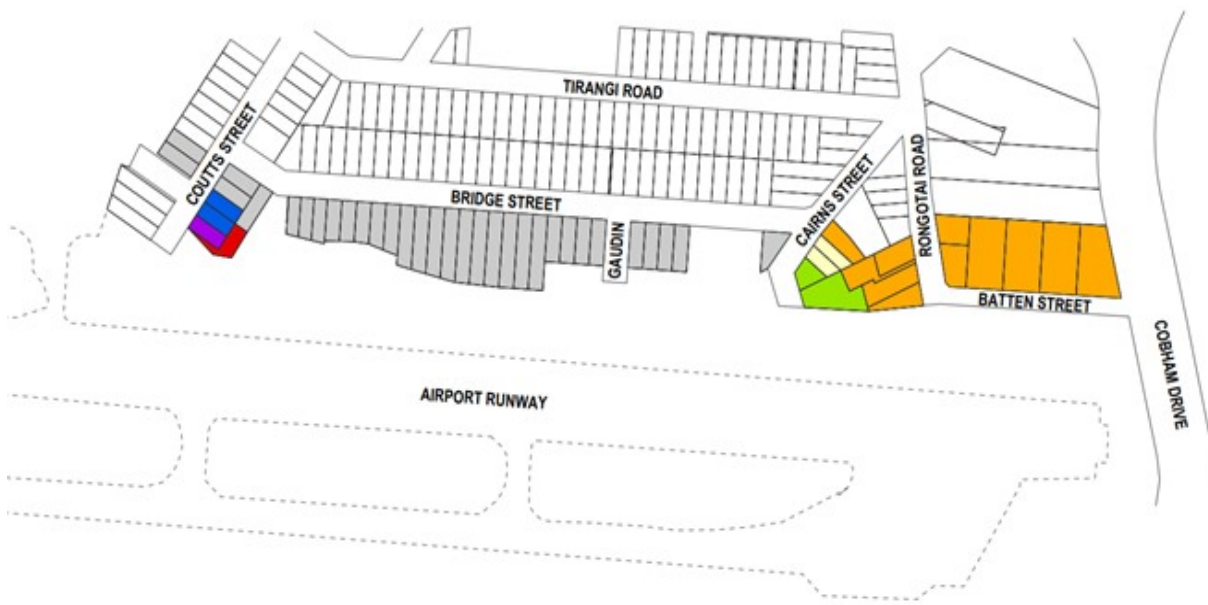 TIRANGI ROAD
COUTTS STREET
BRIDGE STREET
GAUDIN
CAIRNS STREET
RONGOTAI ROAD
BATTEN STREET
COBHAM DRIVE
AIRPORT RUNWAY